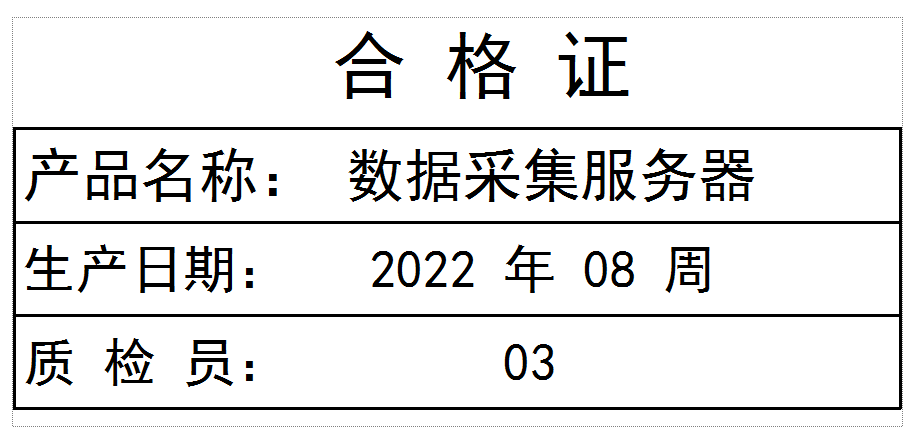 合 格 证
产品名称： 数据采集服务器
生产日期： 2022 年 08 周
质 检 员： 03